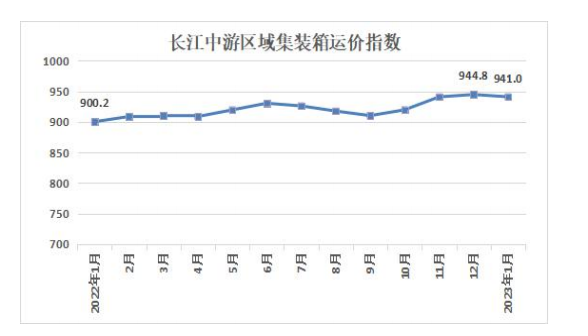 长江中游区域集装箱运价指数
1000
950
900
850
800
750
700
900.2
944.8
941.0
2022年1月
2月
3月
4月
5月
6月
7月
8月
9月
10月
11月
12月
2023年1月